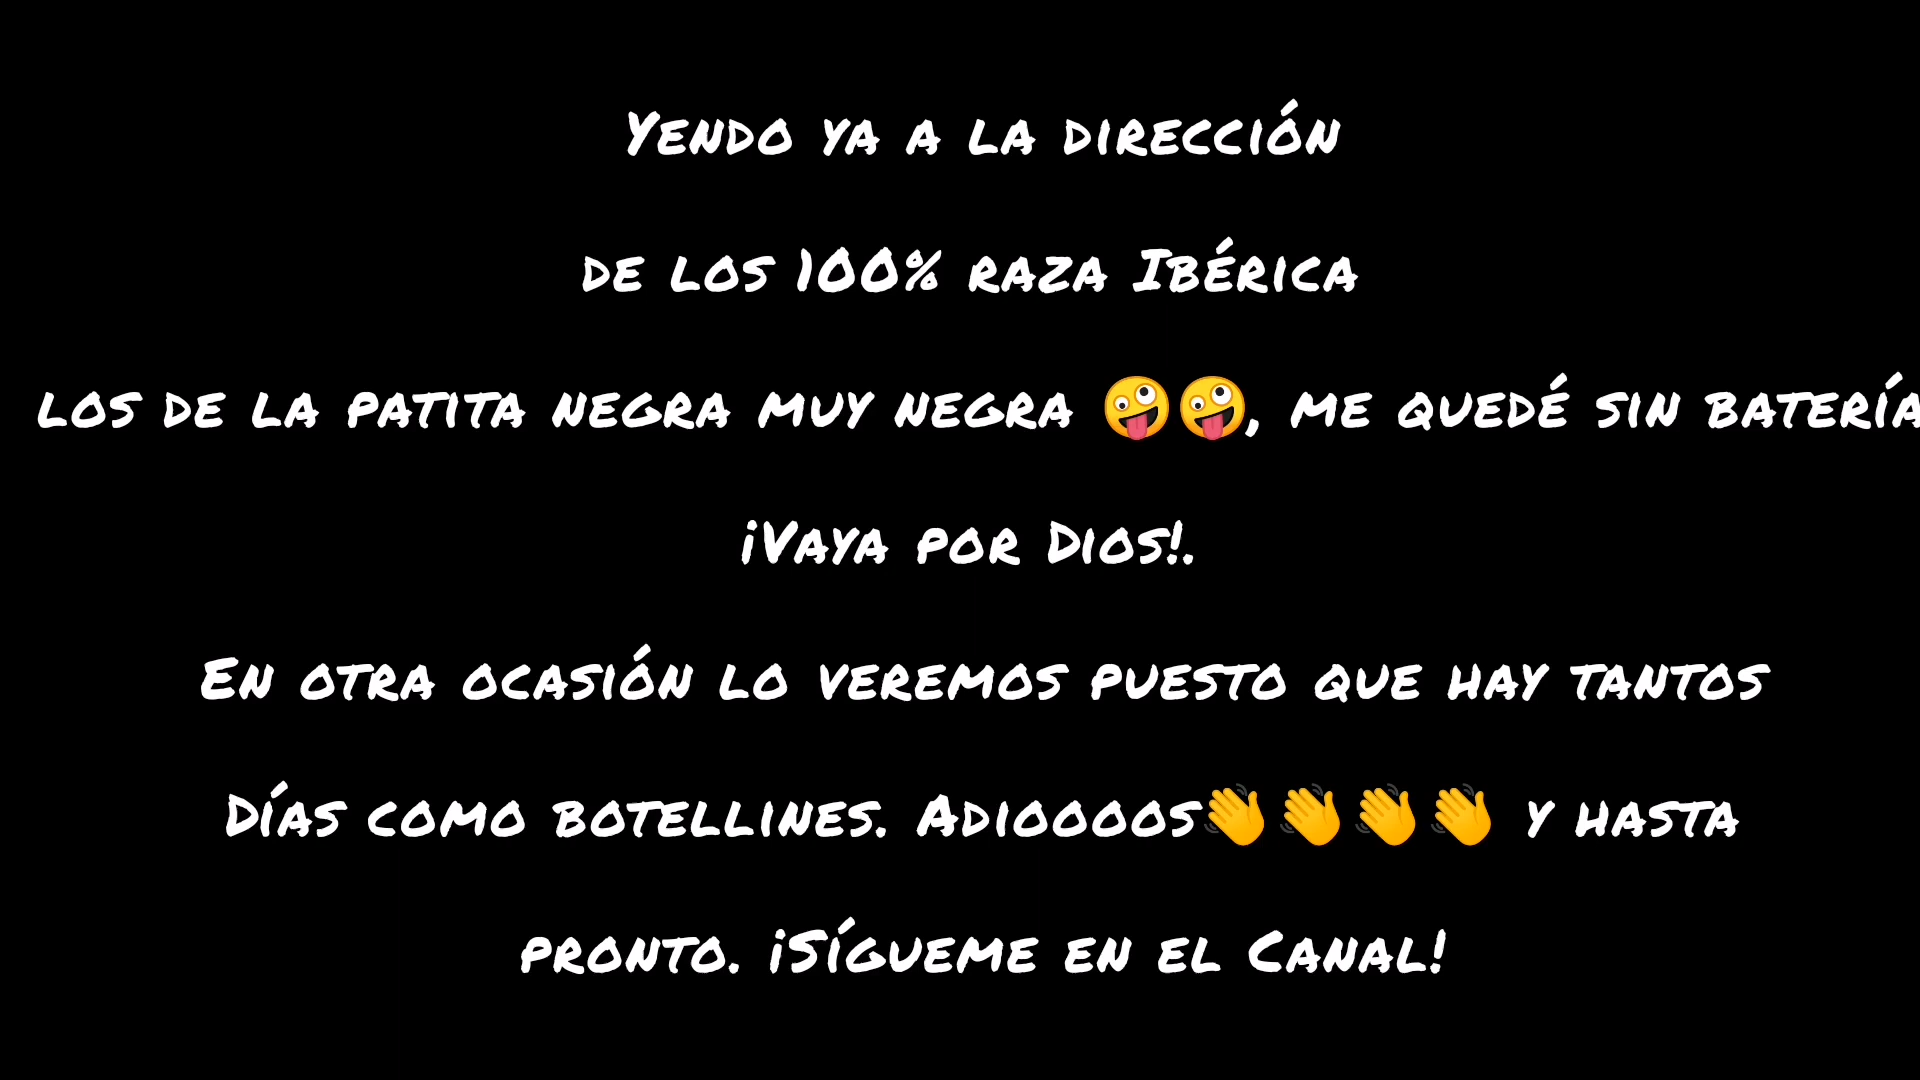 Yendo ya a la dirección
de los 100% raza Ibérica
los de la patita negra muy negra 🤪🤪, me quedé sin batería
¡Vaya por Dios!.
En otra ocasión lo veremos puesto que hay tantos
Días como botellines. Adioooos👋👋👋👋 y hasta
pronto. ¡Sígueme en el Canal!